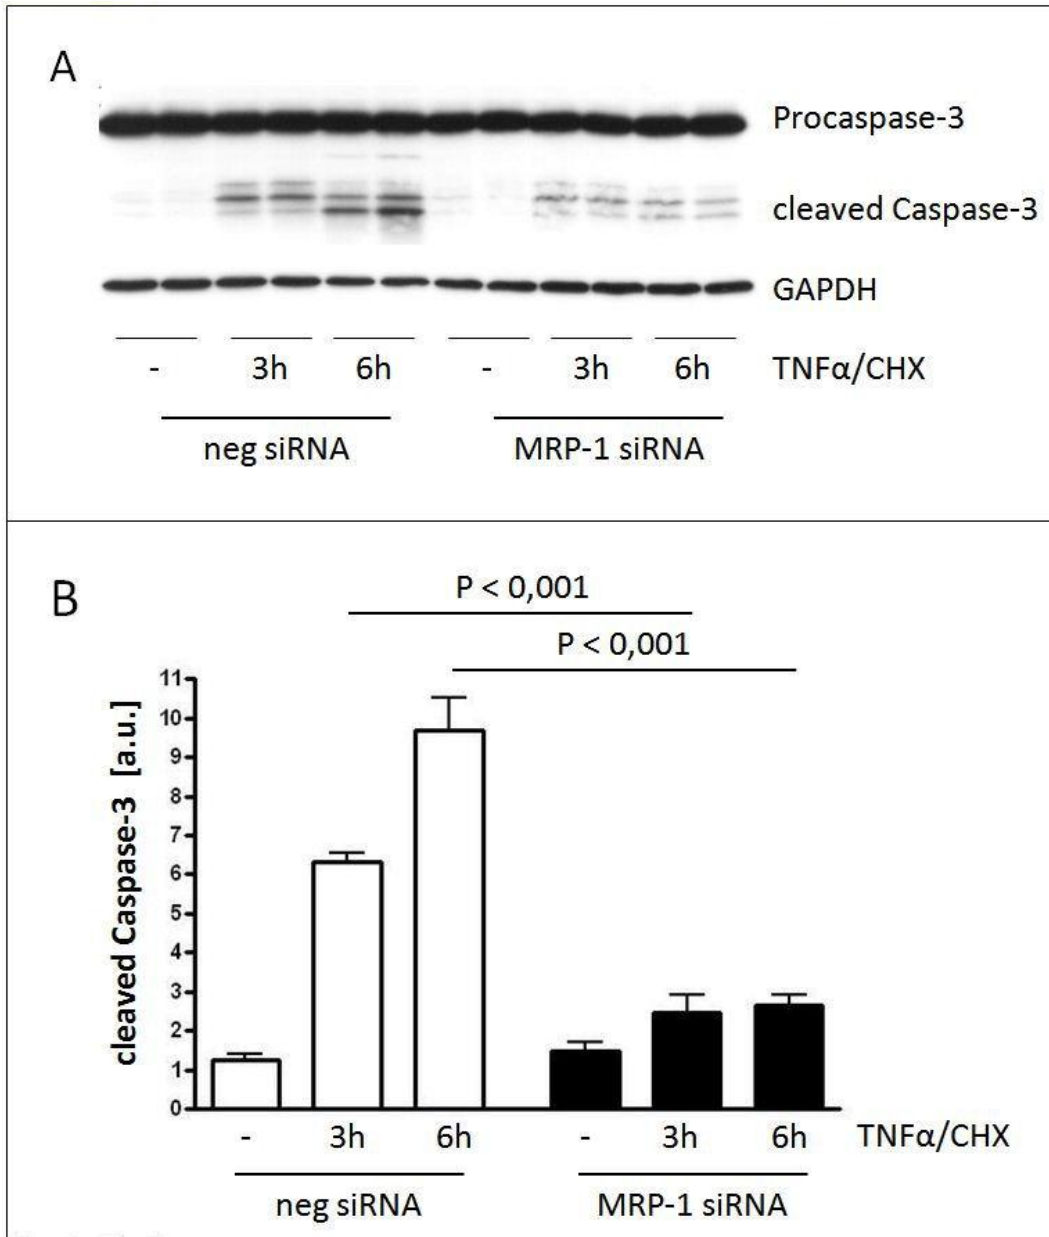 A
Procaspase-3
cleaved Caspase-3
GAPDH
- 3h 6h - 3h 6h TNFα/CHX
neg siRNA MRP-1 siRNA
B
P < 0,001
P < 0,001
cleaved Caspase-3 [a.u.]
11
10
9
8
7
6
5
4
3
2
1
0
- 3h 6h - 3h 6h TNFα/CHX
neg siRNA MRP-1 siRNA